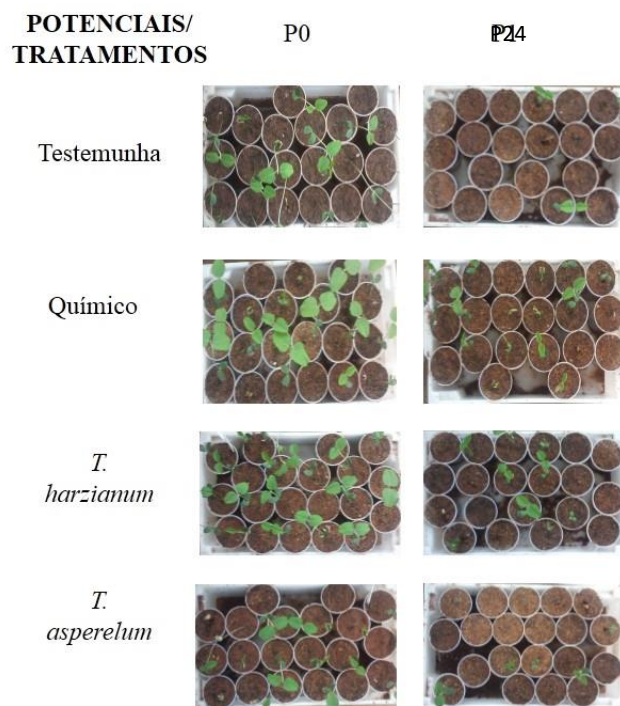 POTENCIAIS/
TRATAMENTOS
P0
Testemunha
Químico
T.
harzianum
T.
asperelum